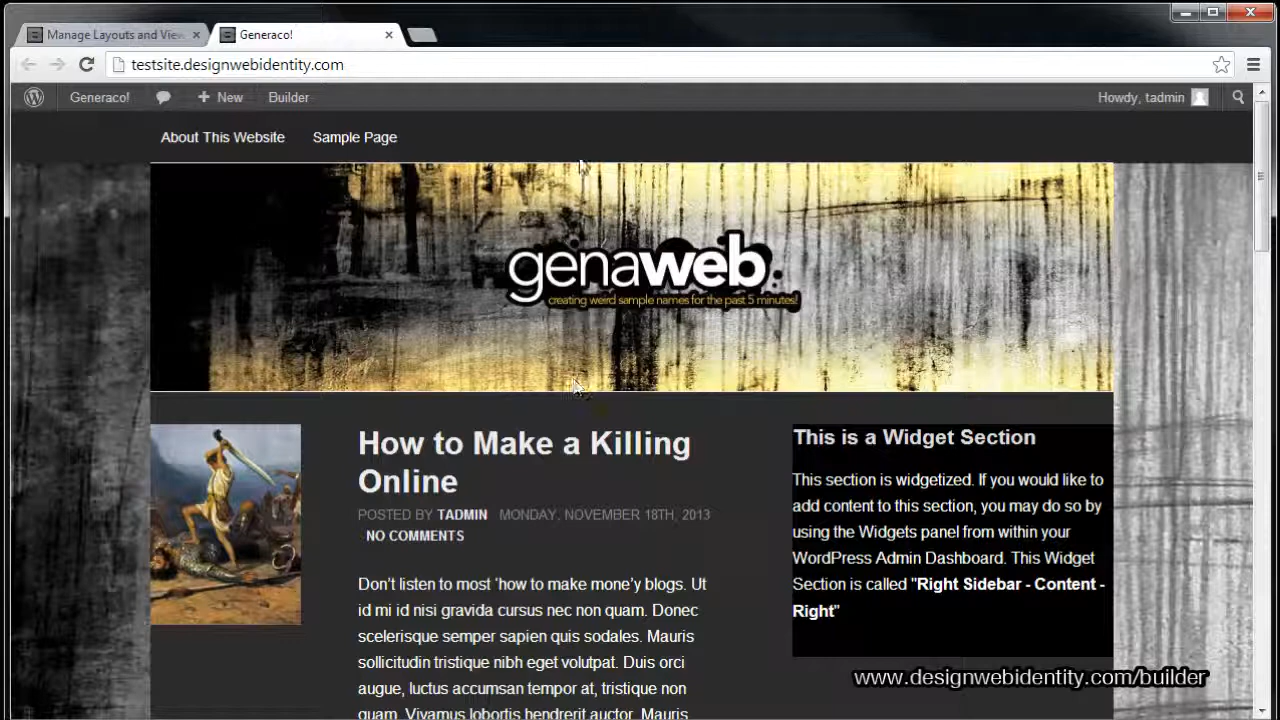 Manage Layouts and View
Generaco!
testsite.designwebidentity.com
Generaco! New Builder Howdy, tadmin
About This Website Sample Page
genaweb.
creating weird sample names for the past 5 minutes!
How to Make a Killing
Online
POSTED BY TADMIN MONDAY, NOVEMBER 18TH, 2013
NO COMMENTS
Don't listen to most 'how to make mone'y blogs. Ut
id mi id nisi gravida cursus nec non quam. Donec
scelerisque semper sapien quis sodales. Mauris
sollicitudin tristique nibh eget volutpat. Duis orci
augue, luctus accumsan tempor at, tristique non
quam. Vivamus lobortis hendrerit auctor. Mauris
This is a Widget Section
This section is widgetized. If you would like to
add content to this section, you may do so by
using the Widgets panel from within your
WordPress Admin Dashboard. This Widget
Section is called "Right Sidebar - Content -
Right"
www.designwebidentity.com/builder